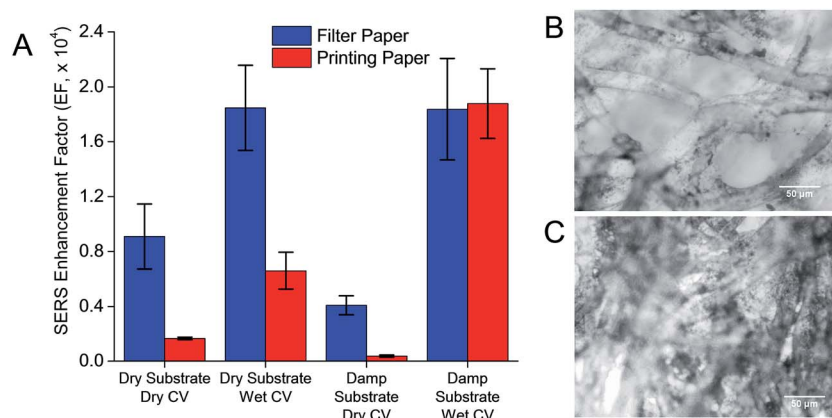 A
SERS Enhancement Factor (EF, x 10⁴)
2.4
2.0
1.6
1.2
0.8
0.4
0.0
Filter Paper
Printing Paper
Dry Substrate
Dry CV
Dry Substrate
Wet CV
Damp
Substrate
Dry CV
Damp
Substrate
Wet CV
B
50 µm
C
50 µm